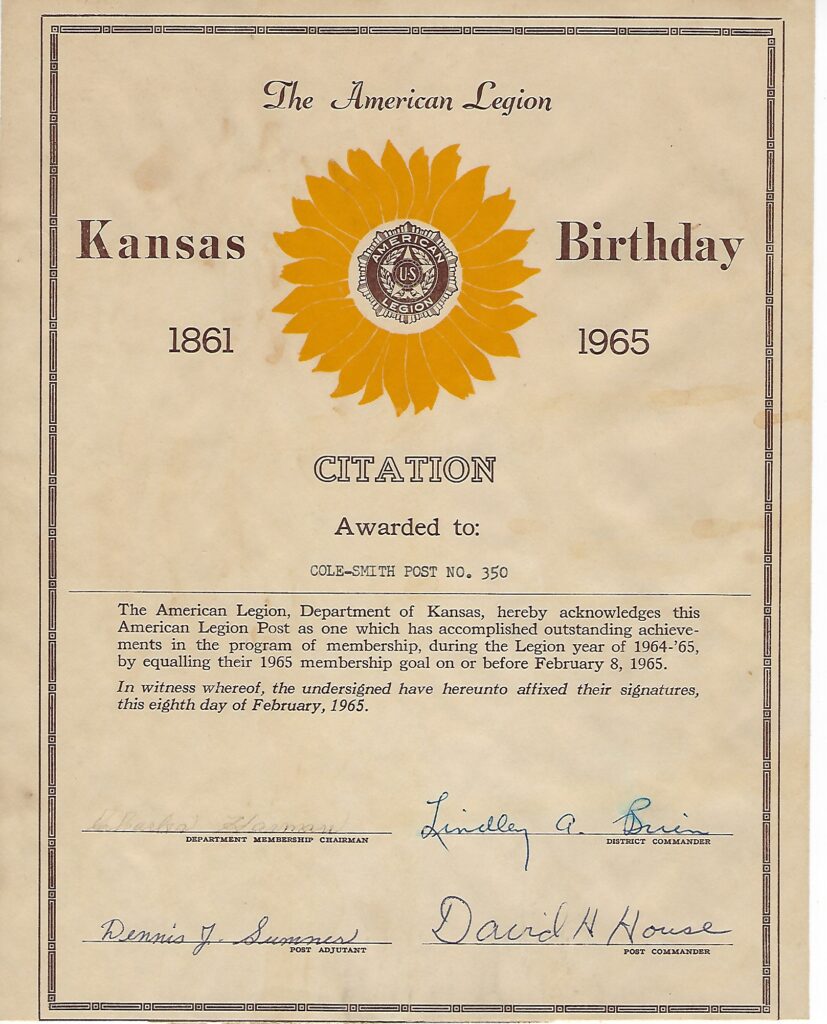 The American Legion
Kansas Birthday
AMERICAN
U·S
LEGION
1861 1965
CITATION
Awarded to:
COLE-SMITH POST NO. 350
The American Legion, Department of Kansas, hereby acknowledges this
American Legion Post as one which has accomplished outstanding achieve-
ments in the program of membership, during the Legion year of 1964-'65,
by equalling their 1965 membership goal on or before February 8, 1965.
In witness whereof, the undersigned have hereunto affixed their signatures,
this eighth day of February, 1965.
Lindley A.
DEPARTMENT MEMBERSHIP CHAIRMAN DISTRICT COMMANDER
Dennis J. Sumner David H House
POST ADJUTANT POST COMMANDER